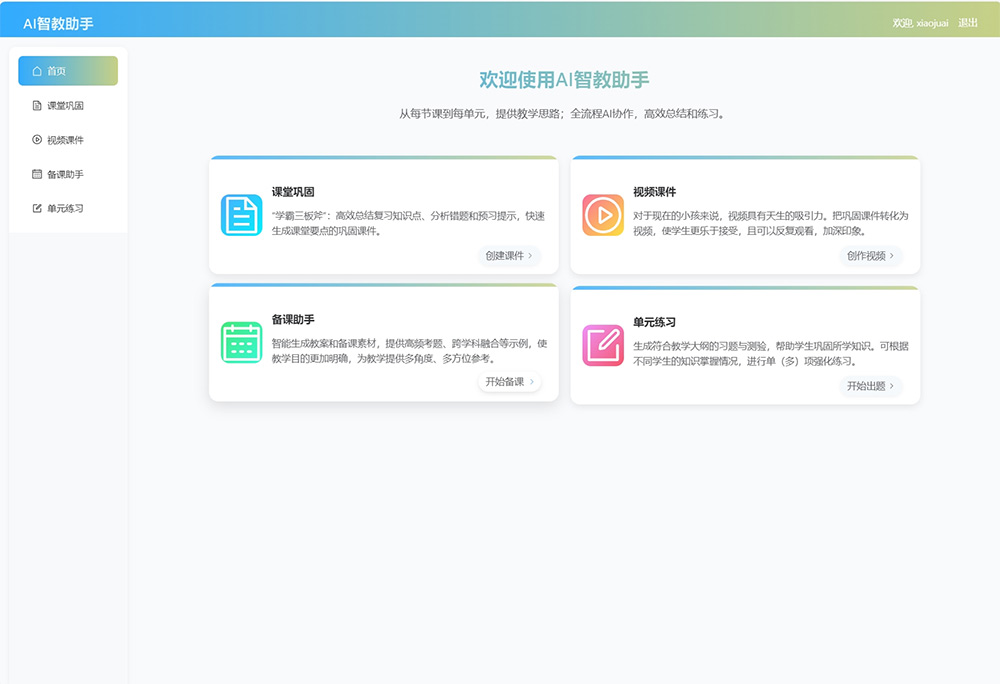 AI智教助手
欢迎, xiaojuai 退出
首页
课堂巩固
视频课件
备课助手
单元练习
欢迎使用AI智教助手
从每节课到每单元，提供教学思路；全流程AI协作，高效总结和练习。
课堂巩固
“学霸三板斧”：高效总结复习知识点、分析错题和预习提示，快速
生成课堂要点的巩固课件。
创建课件 >
视频课件
对于现在的小孩来说，视频具有天生的吸引力。把巩固课件转化为
视频，使学生更乐于接受，且可以反复观看，加深印象。
创作视频 >
备课助手
智能生成教案和备课素材，提供高频考题、跨学科融合等示例，使
教学目的更加明确，为教学提供多角度、多方位参考。
开始备课 >
单元练习
生成符合教学大纲的习题与测验，帮助学生巩固所学知识。可根据
不同学生的知识掌握情况，进行单（多）项强化练习。
开始出题 >